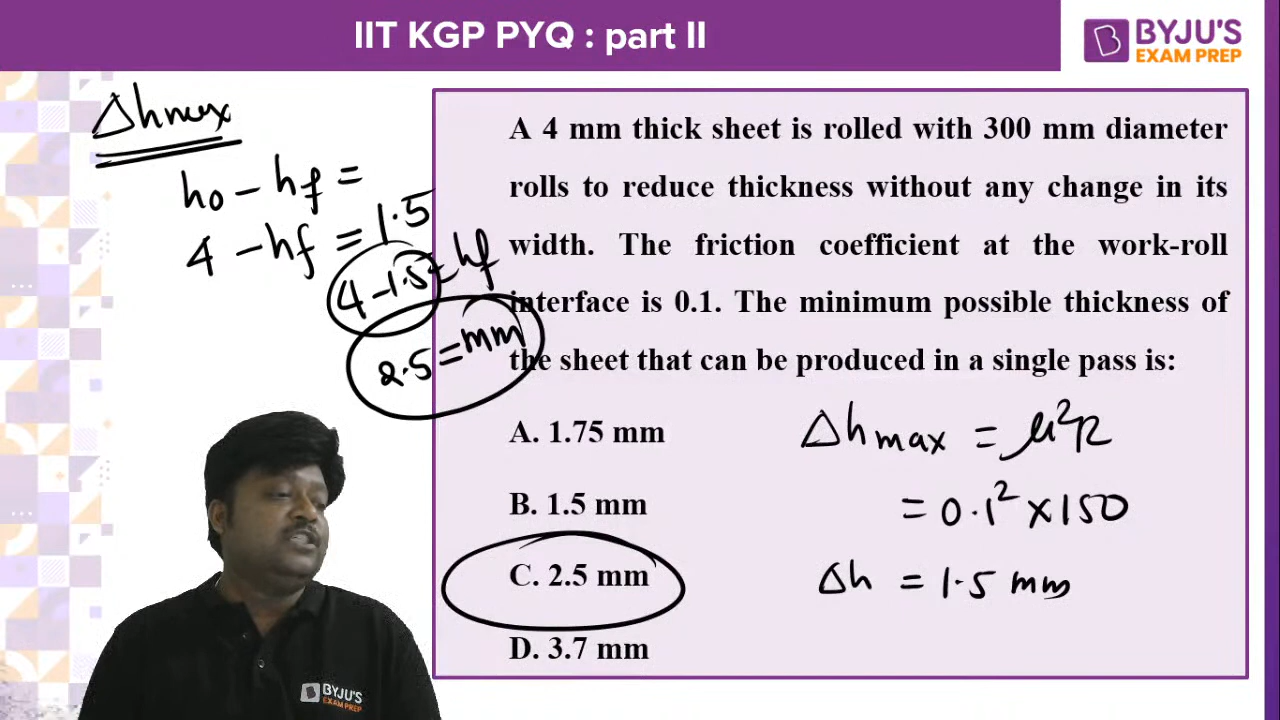 IIT KGP PYQ : part II
BYJU'S
EXAM PREP
Δhmax
h0 - hf =
4 - hf = 1.5
4 - 1.5 = hf
2.5 = mm
A 4 mm thick sheet is rolled with 300 mm diameter
rolls to reduce thickness without any change in its
width. The friction coefficient at the work-roll
interface is 0.1. The minimum possible thickness of
the sheet that can be produced in a single pass is:
A. 1.75 mm
B. 1.5 mm
C. 2.5 mm
D. 3.7 mm
Δhmax = μ²R
= 0.1² × 150
Δh = 1.5 mm
BYJU'S
EXAM PREP